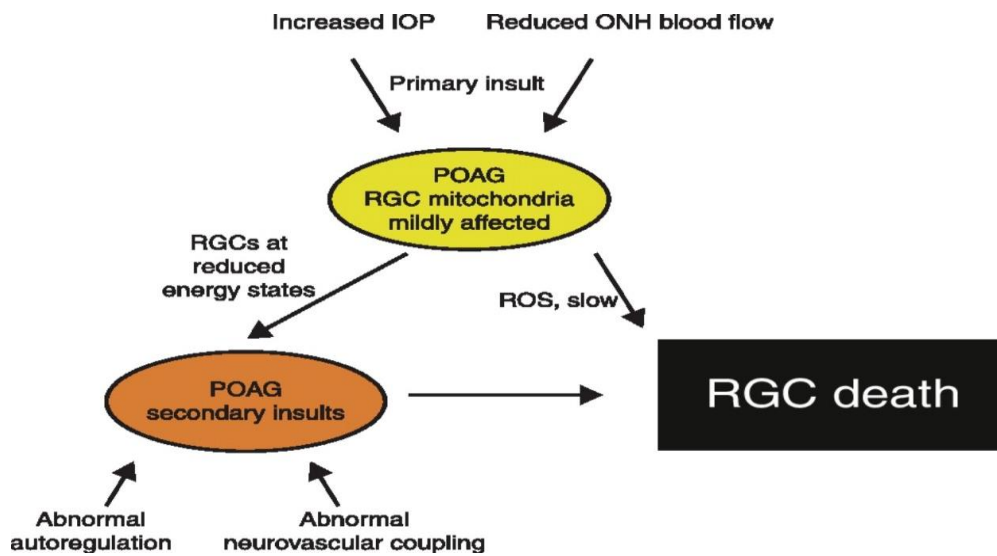 Increased IOP
Reduced ONH blood flow
Primary insult
POAG
RGC mitochondria
mildly affected
RGCs at
reduced
energy states
ROS, slow
POAG
secondary insults
RGC death
Abnormal
autoregulation
Abnormal
neurovascular coupling